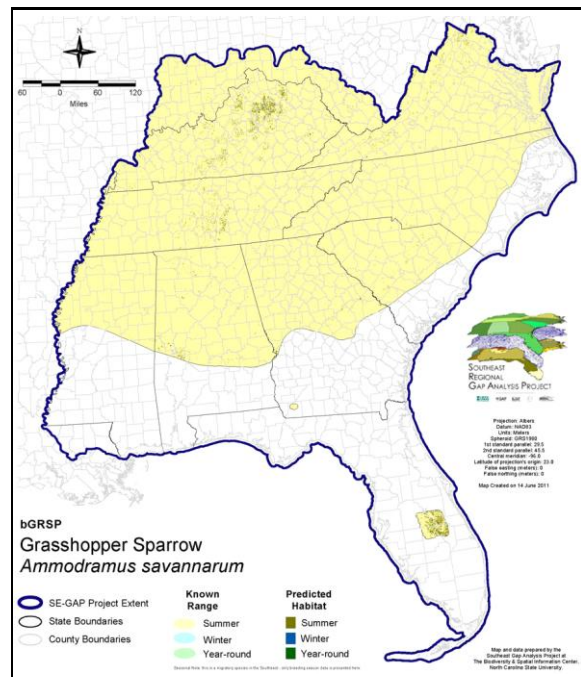 60 0 60 120
Miles
SOUTHEAST
REGIONAL
GAP ANALYSIS PROJECT
Projection: Albers
Datum: NAD83
Units: Meters
Spheroid: GRS1980
1st standard parallel: 29.5
2nd standard parallel: 45.5
Central meridian: -96.0
Latitude of projection's origin: 23.0
False easting (meters): 0
False northing (meters): 0
Map Created on 14 June 2011
bGRSP
Grasshopper Sparrow
Ammodramus savannarum
SE-GAP Project Extent
State Boundaries
County Boundaries
Known
Range
Summer
Winter
Year-round
Predicted
Habitat
Summer
Winter
Year-round
Map and data prepared by the
Southeast Gap Analysis Project at
The Biodiversity & Spatial Information Center,
North Carolina State University.